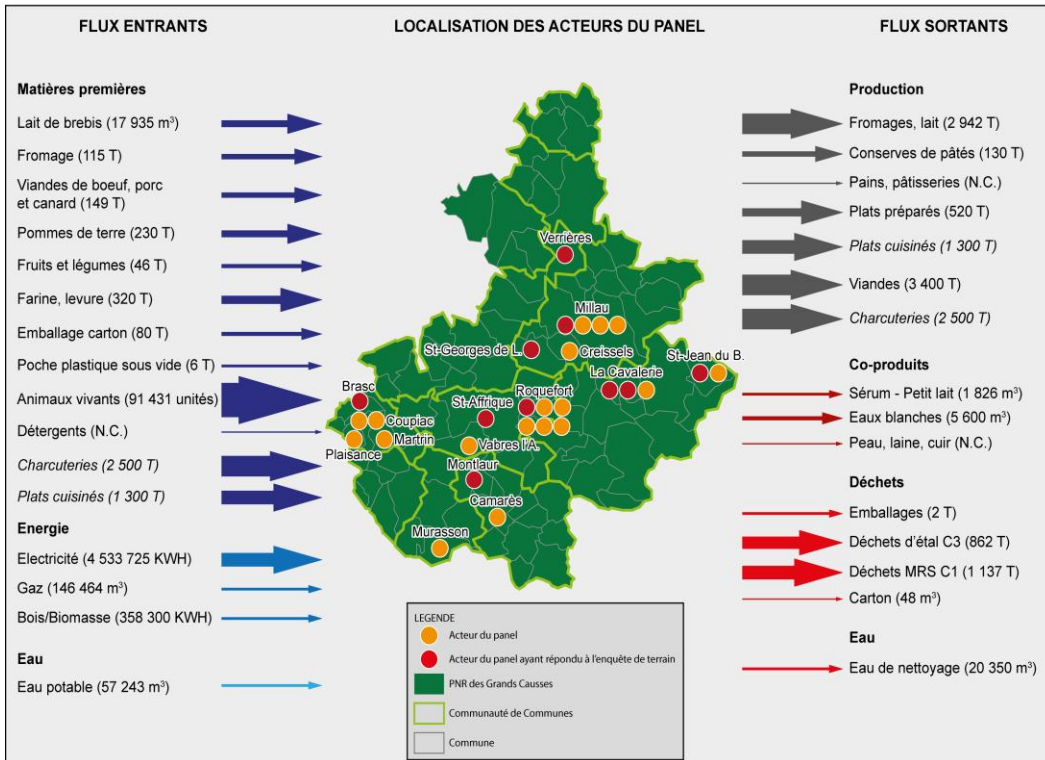 FLUX ENTRANTS
LOCALISATION DES ACTEURS DU PANEL
FLUX SORTANTS
Matières premières
Lait de brebis (17 935 m³)
Fromage (115 T)
Viandes de boeuf, porc
et canard (149 T)
Pommes de terre (230 T)
Fruits et légumes (46 T)
Farine, levure (320 T)
Emballage carton (80 T)
Poche plastique sous vide (6 T)
Animaux vivants (91 431 unités)
Détergents (N.C.)
Charcuteries (2 500 T)
Plats cuisinés (1 300 T)
Energie
Electricité (4 533 725 KWH)
Gaz (146 464 m³)
Bois/Biomasse (358 300 KWH)
Eau
Eau potable (57 243 m³)
Verrières
Millau
St-Georges de L.
Creissels
St-Jean du B.
La Cavalerie
Brasc
Roquefort
St-Affrique
Coupiac
Martrin
Plaisance
Vabres l'A.
Montlaur
Camarès
Murasson
LEGENDE
Acteur du panel
Acteur du panel ayant répondu à l'enquête de terrain
PNR des Grands Causses
Communauté de Communes
Commune
Production
Fromages, lait (2 942 T)
Conserves de pâtés (130 T)
Pains, pâtisseries (N.C.)
Plats préparés (520 T)
Plats cuisinés (1 300 T)
Viandes (3 400 T)
Charcuteries (2 500 T)
Co-produits
Sérum - Petit lait (1 826 m³)
Eaux blanches (5 600 m³)
Peau, laine, cuir (N.C.)
Déchets
Emballages (2 T)
Déchets d'étal C3 (862 T)
Déchets MRS C1 (1 137 T)
Carton (48 m³)
Eau
Eau de nettoyage (20 350 m³)